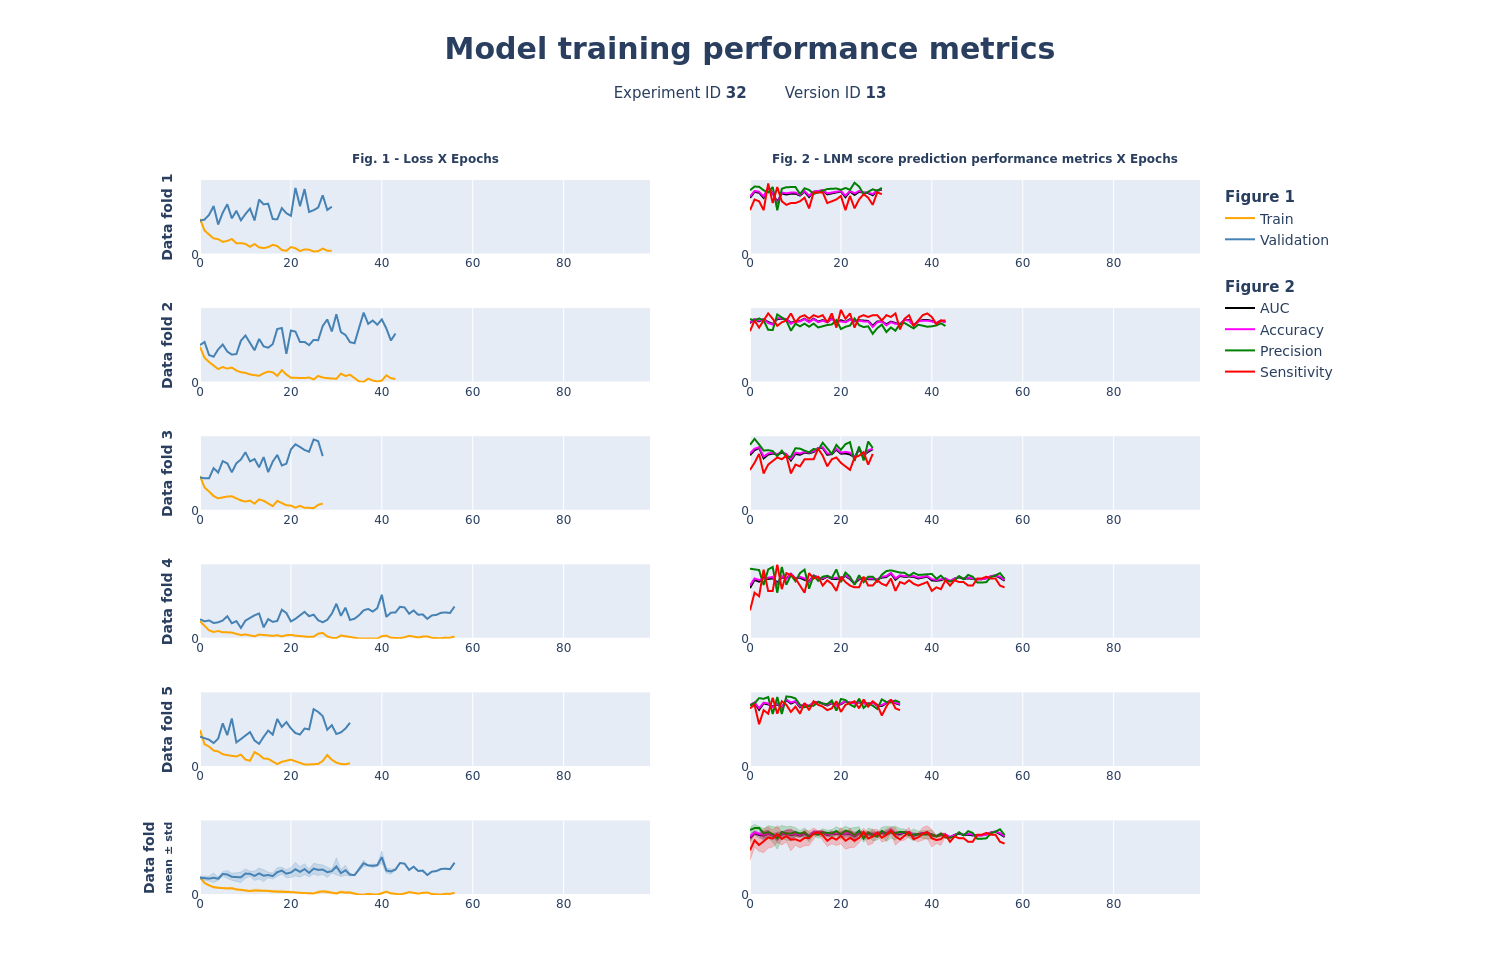 Model training performance metrics
Experiment ID 32 Version ID 13
Fig. 1 - Loss X Epochs
Fig. 2 - LNM score prediction performance metrics X Epochs
Data fold 1
0
0 20 40 60 80
0
0 20 40 60 80
Data fold 2
0
0 20 40 60 80
0
0 20 40 60 80
Data fold 3
0
0 20 40 60 80
0
0 20 40 60 80
Data fold 4
0
0 20 40 60 80
0
0 20 40 60 80
Data fold 5
0
0 20 40 60 80
0
0 20 40 60 80
Data fold
mean ± std
0
0 20 40 60 80
0
0 20 40 60 80
Figure 1
Train
Validation
Figure 2
AUC
Accuracy
Precision
Sensitivity